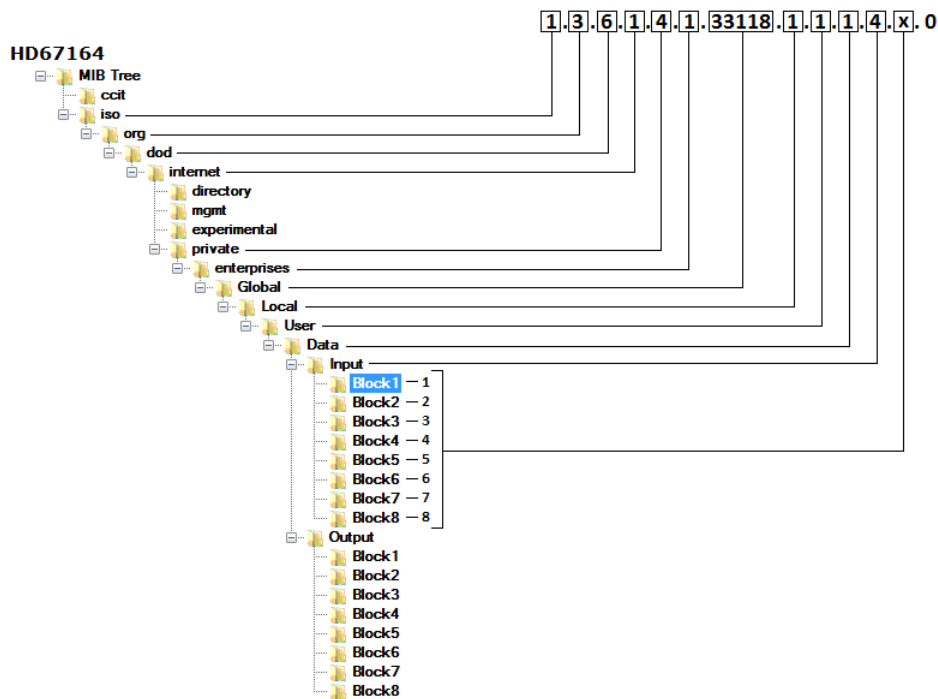 1.3.6.1.4.1.33118.1.1.1.4.x.0
HD67164
MIB Tree
ccit
iso
org
dod
internet
directory
mgmt
experimental
private
enterprises
Global
Local
User
Data
Input
Block1 — 1
Block2 — 2
Block3 — 3
Block4 — 4
Block5 — 5
Block6 — 6
Block7 — 7
Block8 — 8
Output
Block1
Block2
Block3
Block4
Block5
Block6
Block7
Block8